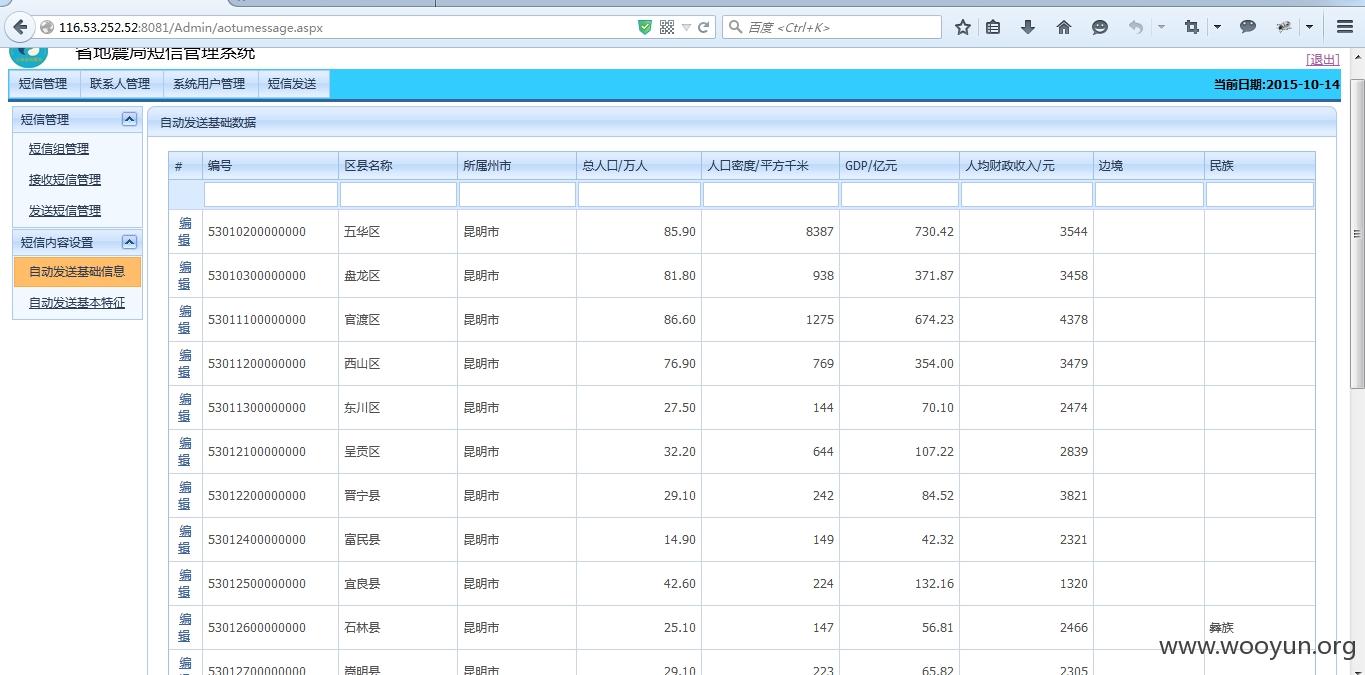 116.53.252.52:8081/Admin/aotumessage.aspx
百度 <Ctrl+K>
省地震局短信管理系统
[退出]
短信管理 联系人管理 系统用户管理 短信发送
当前日期:2015-10-14
短信管理
短信组管理
接收短信管理
发送短信管理
短信内容设置
自动发送基础信息
自动发送基本特征
自动发送基础数据
# 编号 区县名称 所属州市 总人口/万人 人口密度/平方千米 GDP/亿元 人均财政收入/元 边境 民族
编辑 53010200000000 五华区 昆明市 85.90 8387 730.42 3544
编辑 53010300000000 盘龙区 昆明市 81.80 938 371.87 3458
编辑 53011100000000 官渡区 昆明市 86.60 1275 674.23 4378
编辑 53011200000000 西山区 昆明市 76.90 769 354.00 3479
编辑 53011300000000 东川区 昆明市 27.50 144 70.10 2474
编辑 53012100000000 呈贡区 昆明市 32.20 644 107.22 2839
编辑 53012200000000 晋宁县 昆明市 29.10 242 84.52 3821
编辑 53012400000000 富民县 昆明市 14.90 149 42.32 2321
编辑 53012500000000 宜良县 昆明市 42.60 224 132.16 1320
编辑 53012600000000 石林县 昆明市 25.10 147 56.81 2466 彝族
编 53012700000000 嵩明县 昆明市 29.10 223 65.82 2305
www.wooyun.org